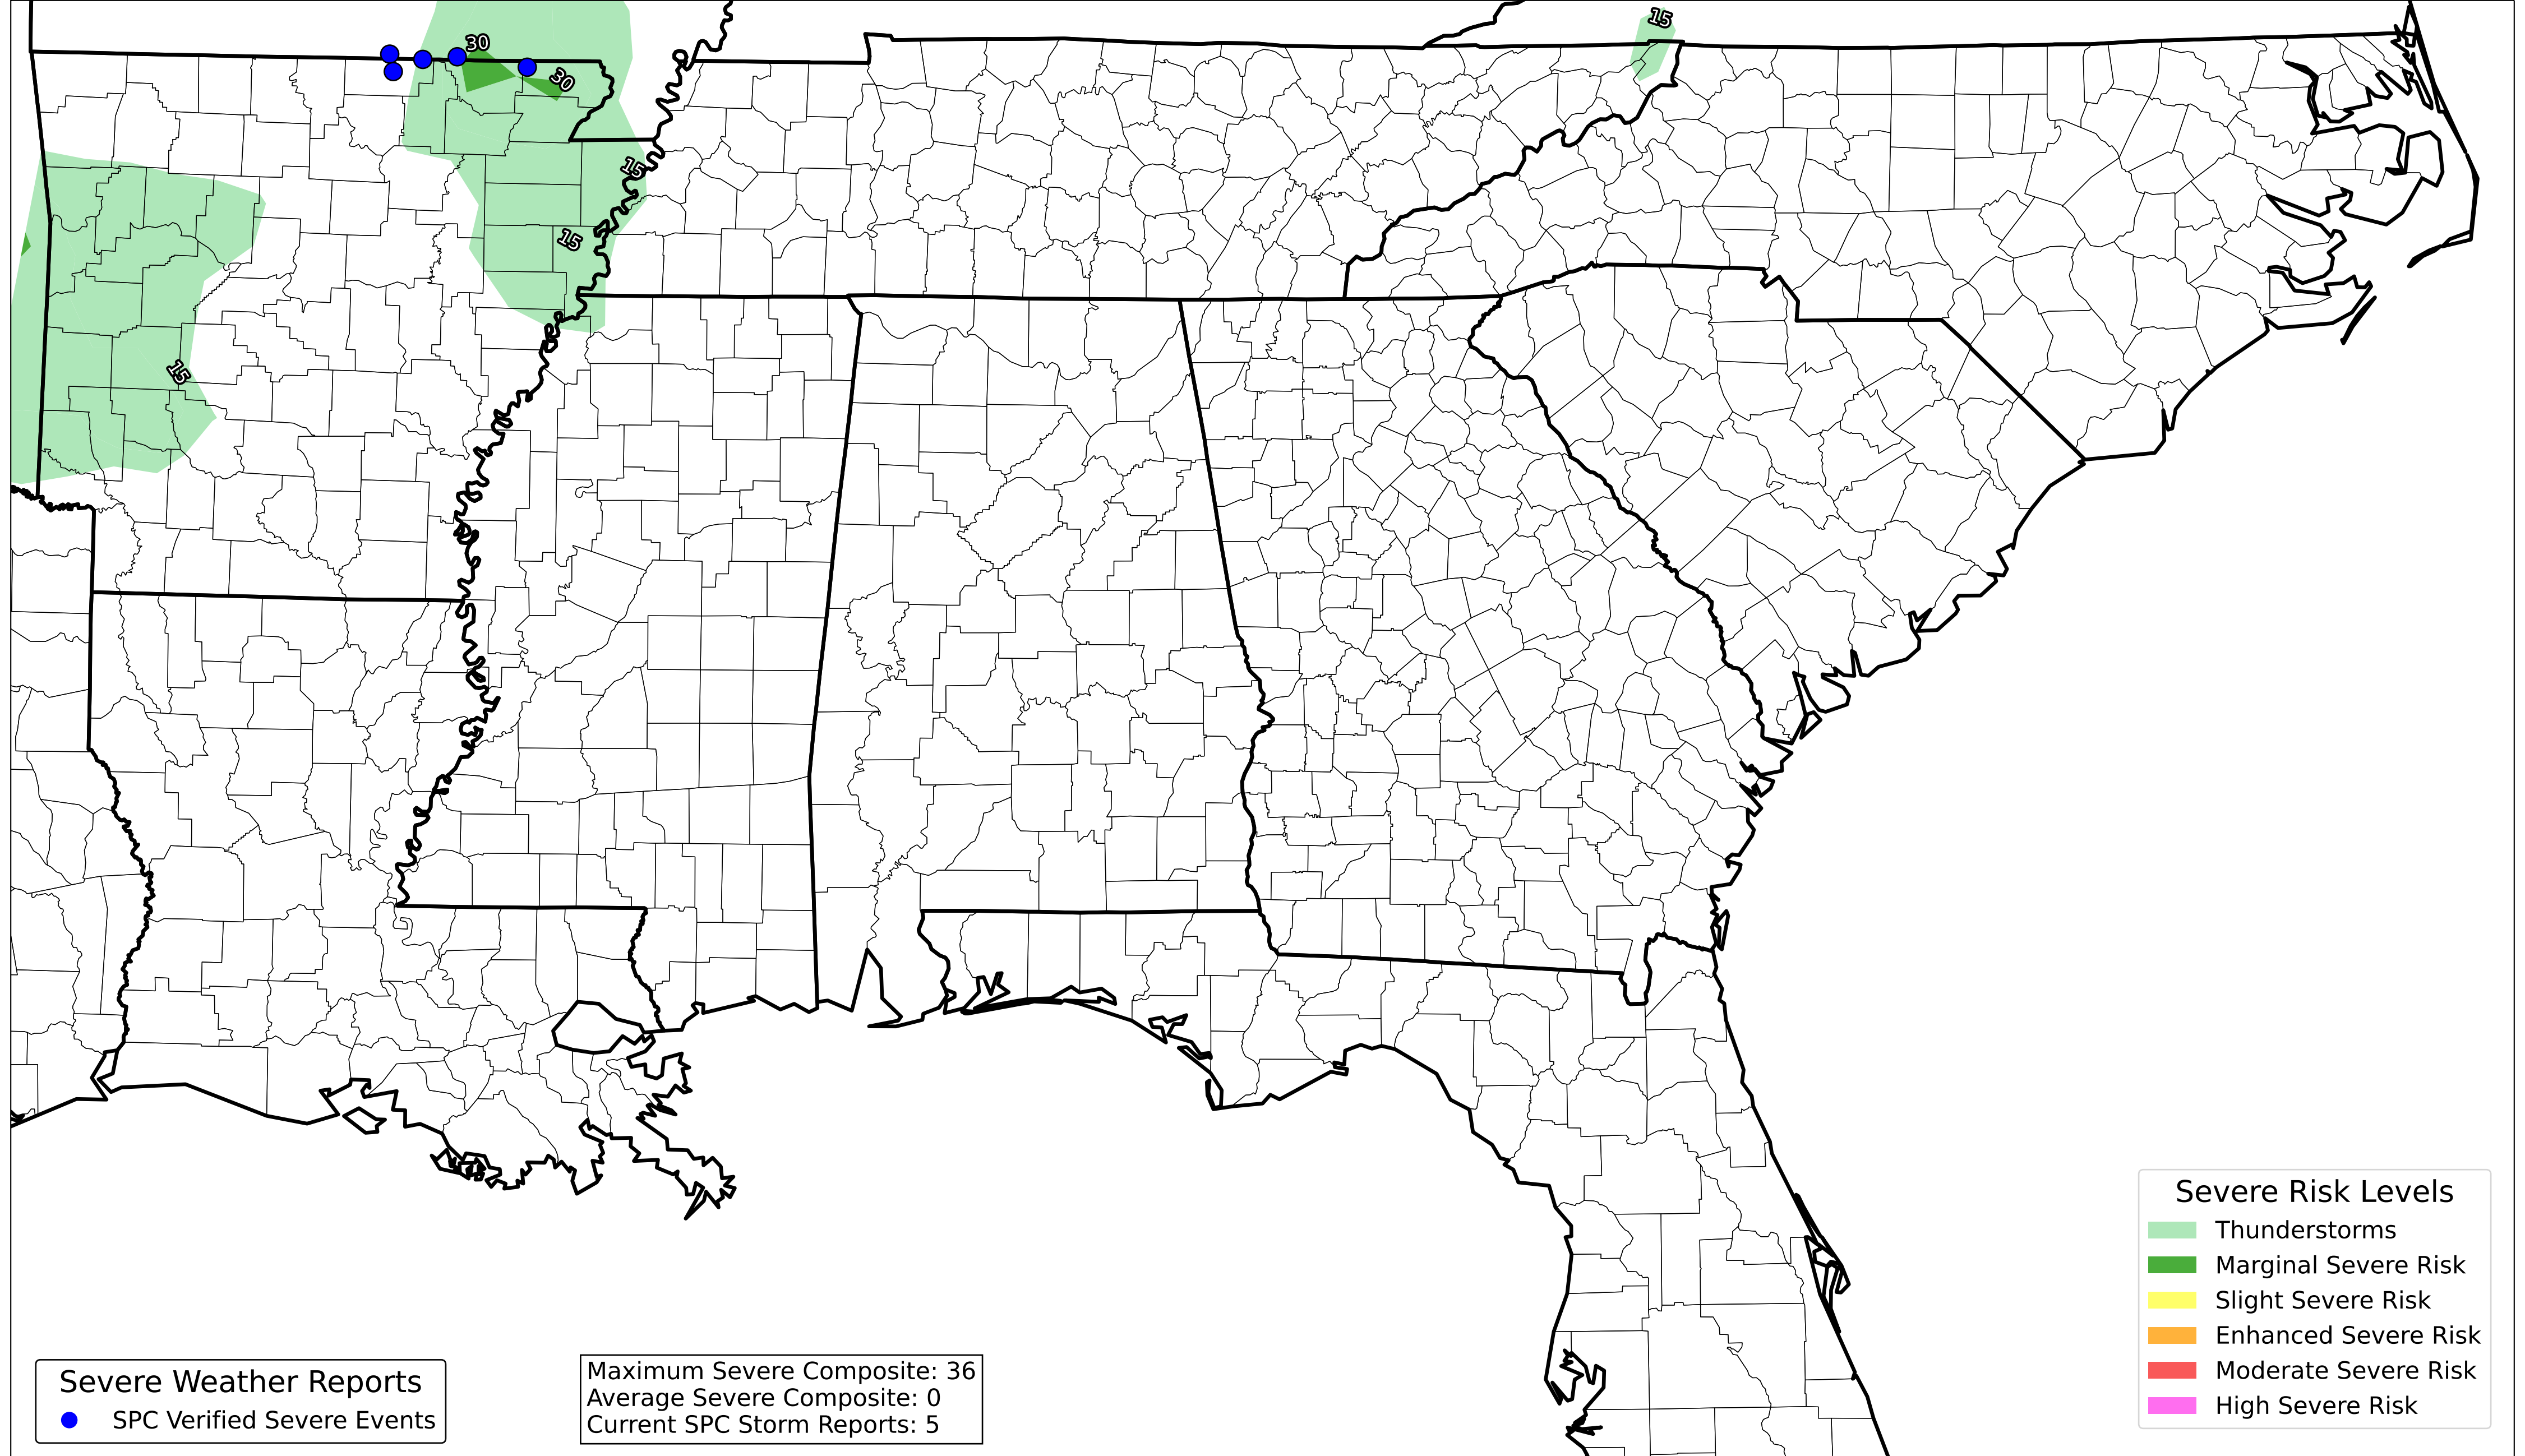 15
30
30
15
15
15
Severe Risk Levels
Thunderstorms
Marginal Severe Risk
Slight Severe Risk
Enhanced Severe Risk
Moderate Severe Risk
High Severe Risk
Severe Weather Reports
SPC Verified Severe Events
Maximum Severe Composite: 36
Average Severe Composite: 0
Current SPC Storm Reports: 5